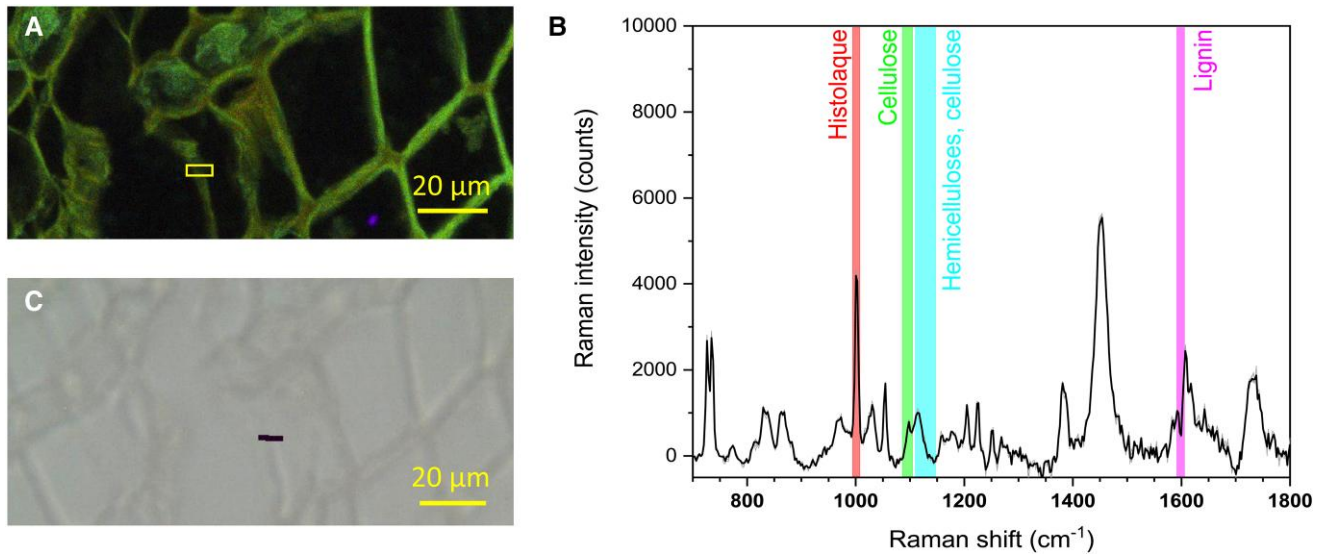 A
20 µm
C
20 µm
B
Raman intensity (counts)
10000
8000
6000
4000
2000
0
Histolaque
Cellulose
Hemicelluloses, cellulose
Lignin
800
1000
1200
1400
1600
1800
Raman shift (cm⁻¹)